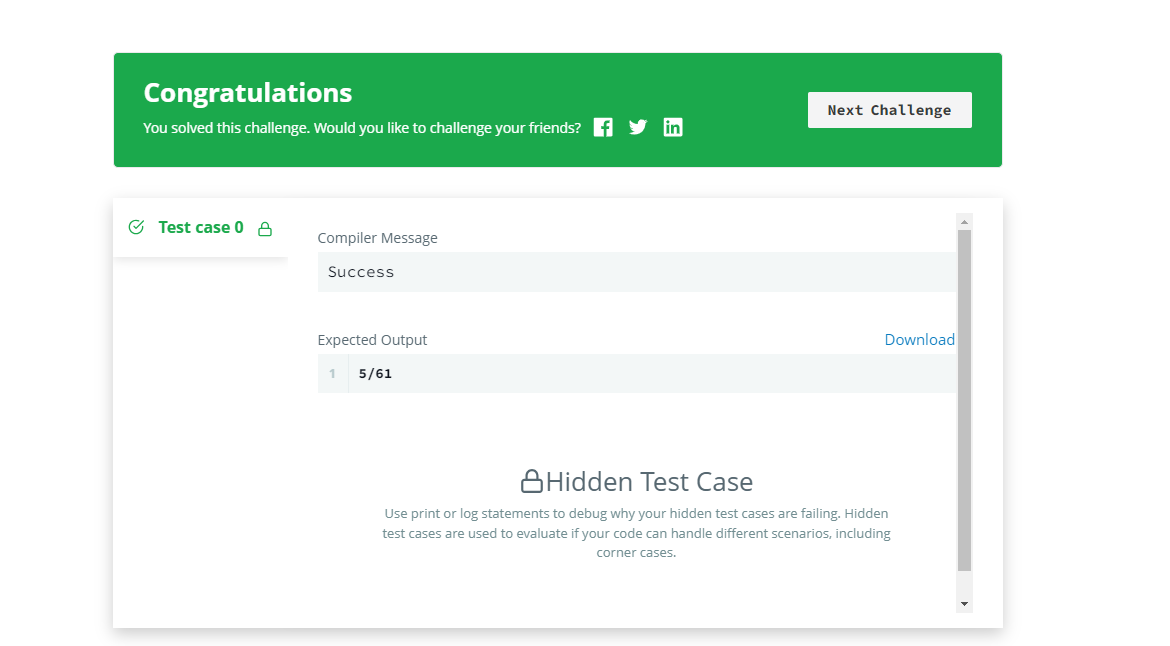 Congratulations
You solved this challenge. Would you like to challenge your friends?
Next Challenge
Test case 0
Compiler Message
Success
Expected Output
Download
1
5/61
Hidden Test Case
Use print or log statements to debug why your hidden test cases are failing. Hidden
test cases are used to evaluate if your code can handle different scenarios, including
corner cases.